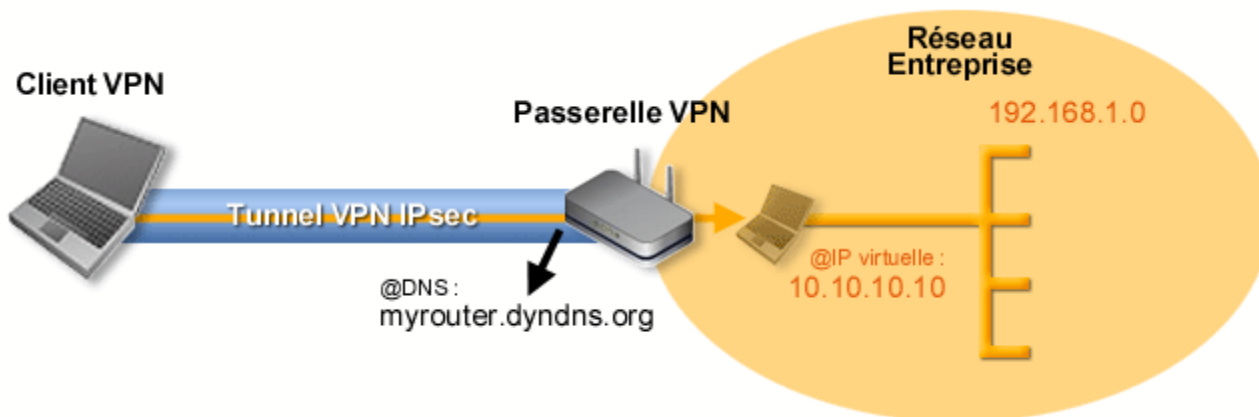 Client VPN
Tunnel VPN IPsec
Passerelle VPN
@DNS :
myrouter.dyndns.org
Réseau
Entreprise
192.168.1.0
@IP virtuelle :
10.10.10.10